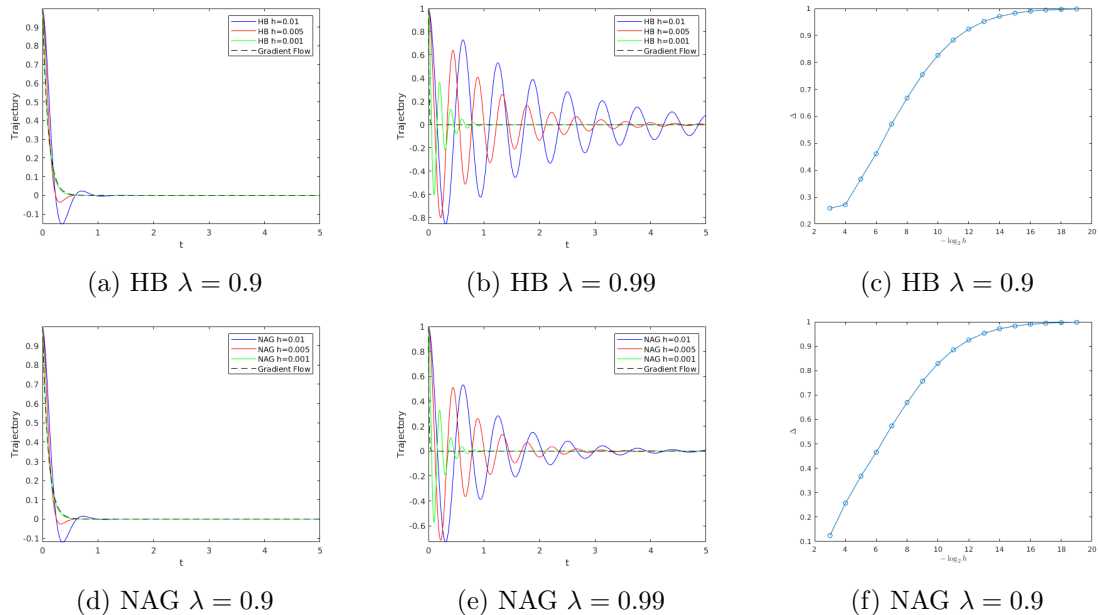 Trajectory
0.9
0.8
0.7
0.6
0.5
0.4
0.3
0.2
0.1
0
-0.1
0 1 2 3 4 5
t
HB h=0.01
HB h=0.005
HB h=0.001
Gradient Flow
(a) HB λ = 0.9
Trajectory
1
0.8
0.6
0.4
0.2
0
-0.2
-0.4
-0.6
-0.8
0 1 2 3 4 5
t
HB h=0.01
HB h=0.005
HB h=0.001
Gradient Flow
(b) HB λ = 0.99
Δ
1
0.9
0.8
0.7
0.6
0.5
0.4
0.3
0.2
2 4 6 8 10 12 14 16 18 20
− log₂ h
(c) HB λ = 0.9
Trajectory
0.9
0.8
0.7
0.6
0.5
0.4
0.3
0.2
0.1
0
-0.1
0 1 2 3 4 5
t
NAG h=0.01
NAG h=0.005
NAG h=0.001
Gradient Flow
(d) NAG λ = 0.9
Trajectory
1
0.8
0.6
0.4
0.2
0
-0.2
-0.4
-0.6
0 1 2 3 4 5
t
NAG h=0.01
NAG h=0.005
NAG h=0.001
Gradient Flow
(e) NAG λ = 0.99
Δ
1
0.9
0.8
0.7
0.6
0.5
0.4
0.3
0.2
0.1
2 4 6 8 10 12 14 16 18 20
− log₂ h
(f) NAG λ = 0.9